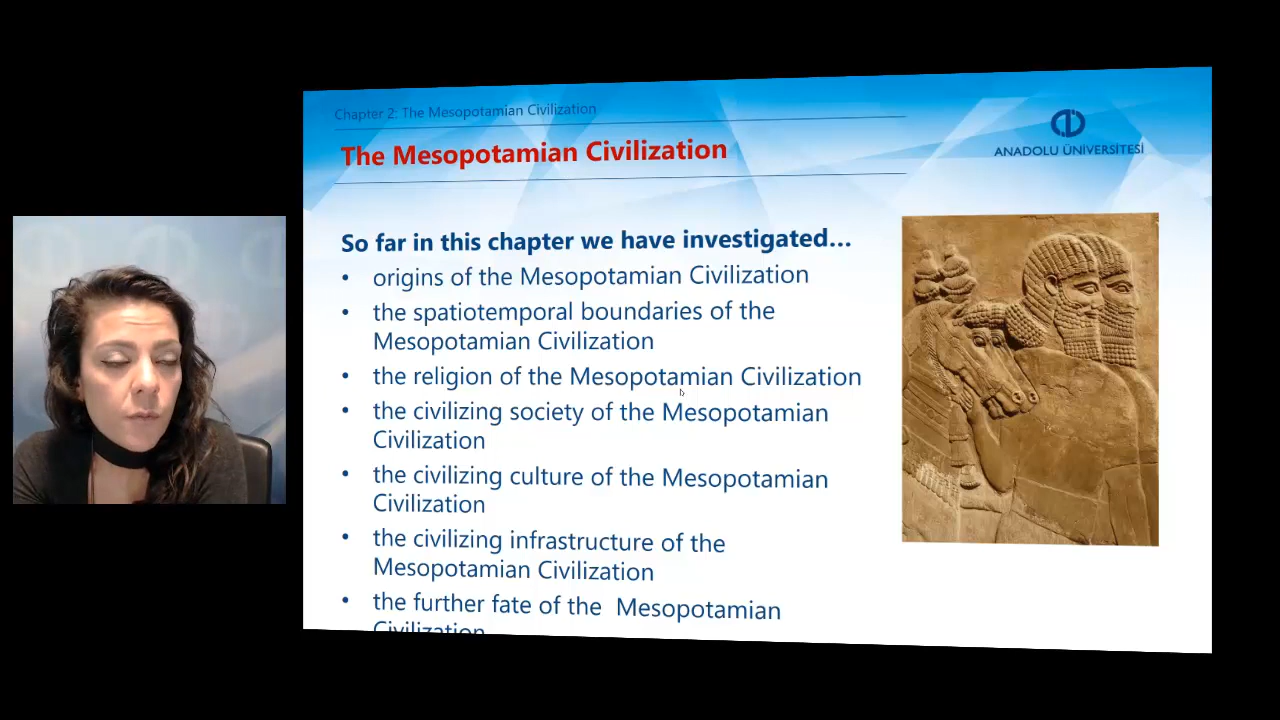 Chapter 2: The Mesopotamian Civilization
The Mesopotamian Civilization
ANADOLU ÜNİVERSİTESİ
So far in this chapter we have investigated...
• origins of the Mesopotamian Civilization
• the spatiotemporal boundaries of the
Mesopotamian Civilization
• the religion of the Mesopotamian Civilization
• the civilizing society of the Mesopotamian
Civilization
• the civilizing culture of the Mesopotamian
Civilization
• the civilizing infrastructure of the
Mesopotamian Civilization
• the further fate of the Mesopotamian
Civilization